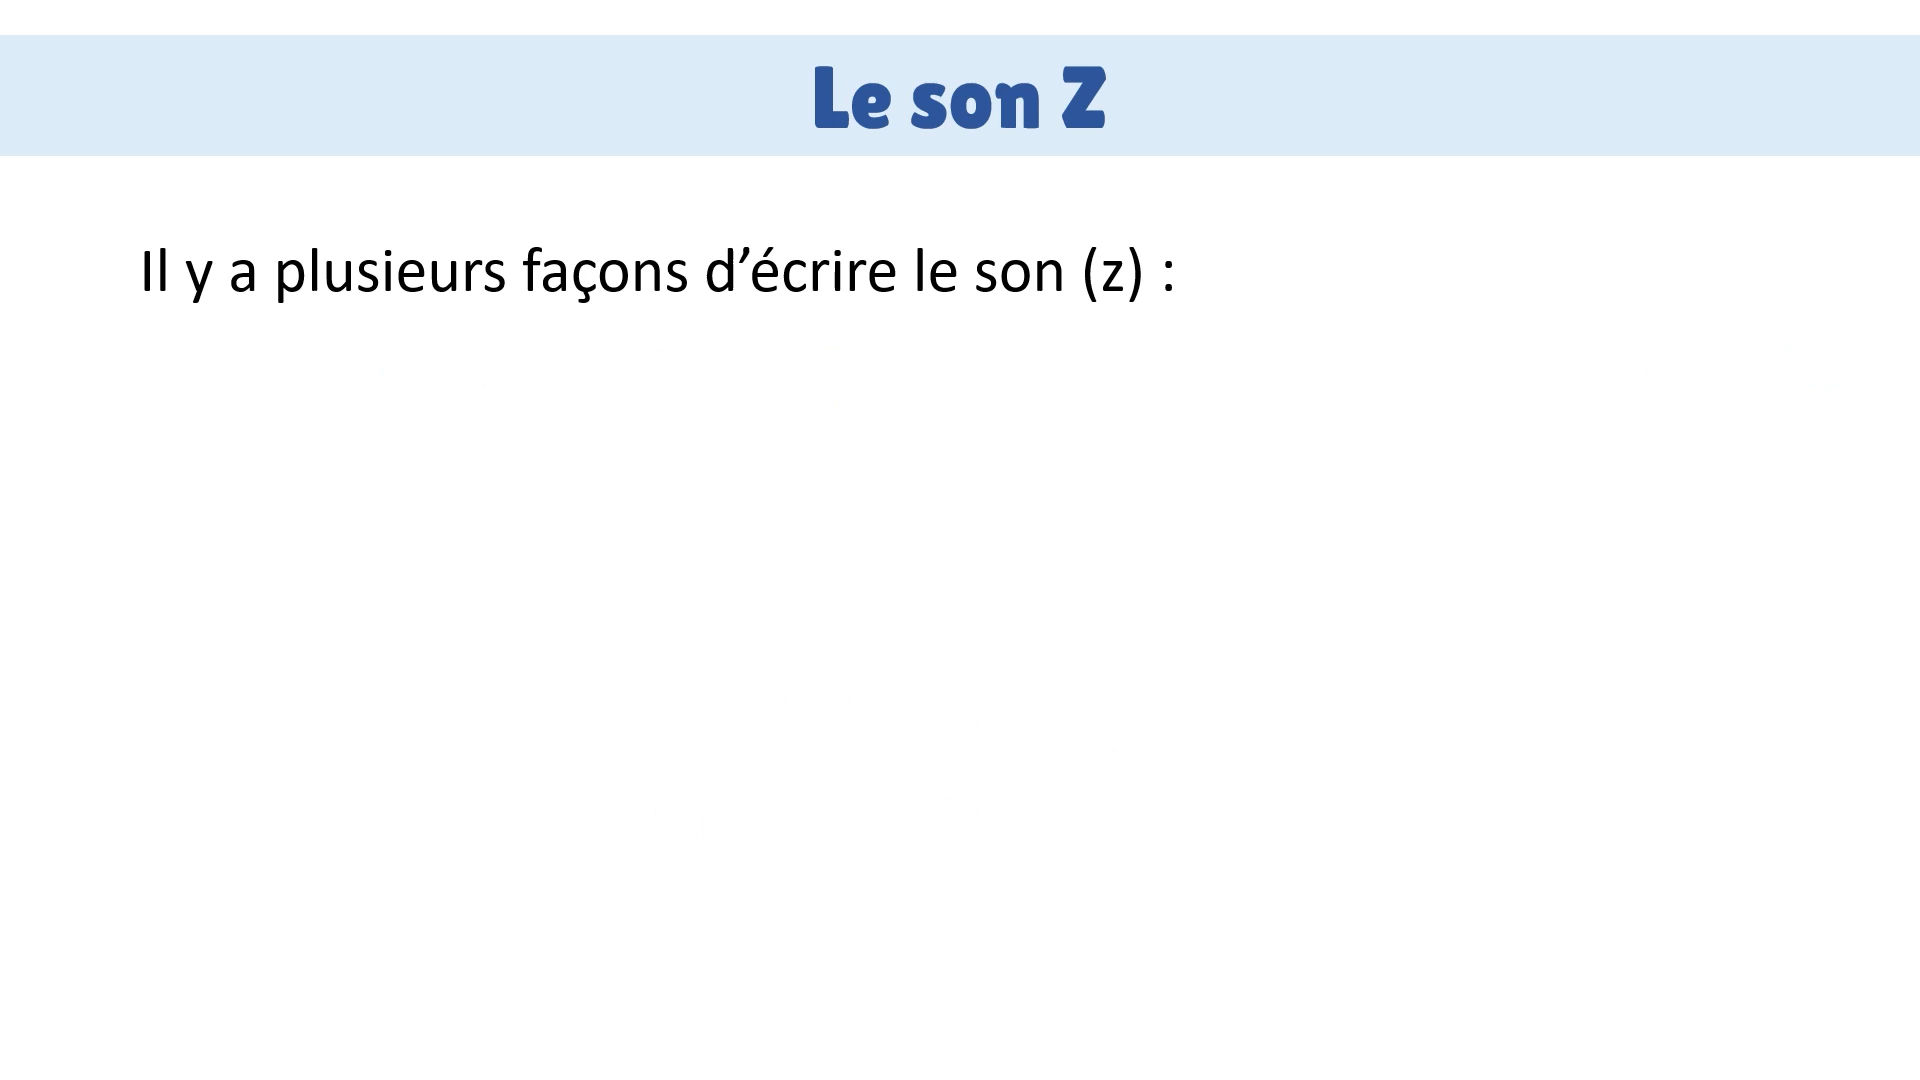 Le son Z
Il y a plusieurs façons d’écrire le son (z) :